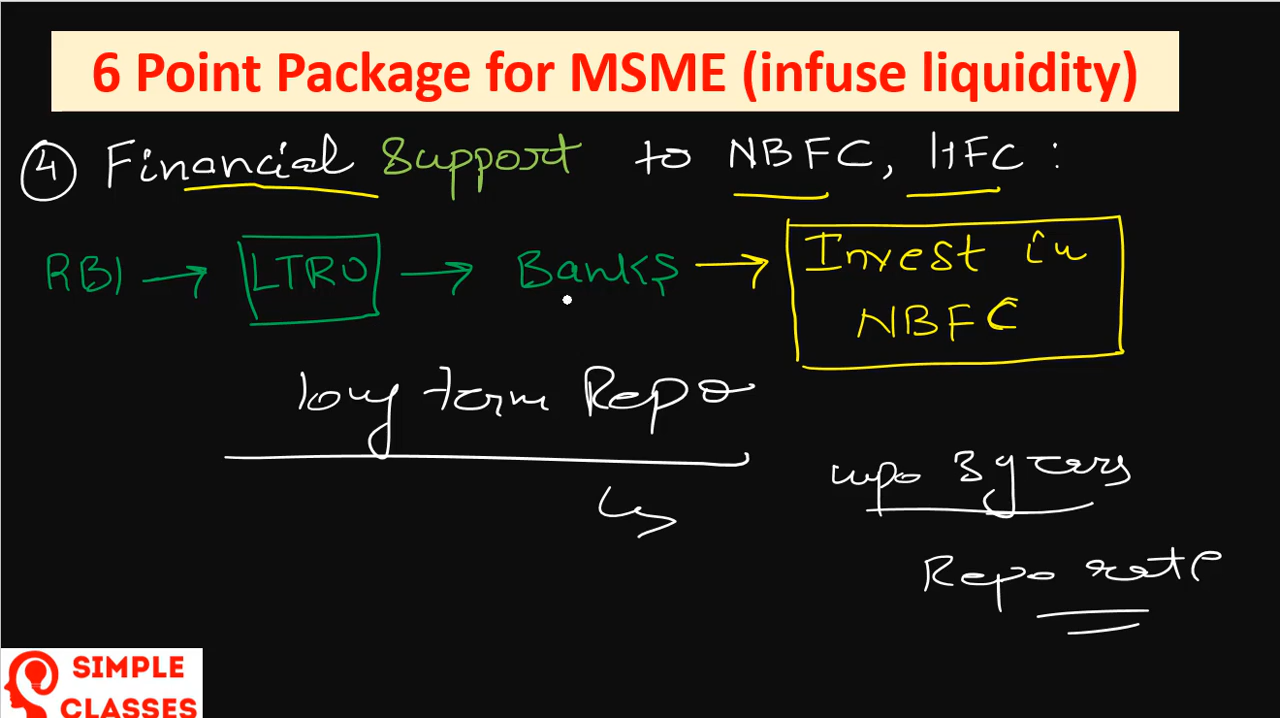 6 Point Package for MSME (infuse liquidity)
4 Financial Support to NBFC, HFC :
RBI → LTRO → Banks → Invest in
NBFC
long term Repo
upto 3 years
Repo rate
SIMPLE
CLASSES